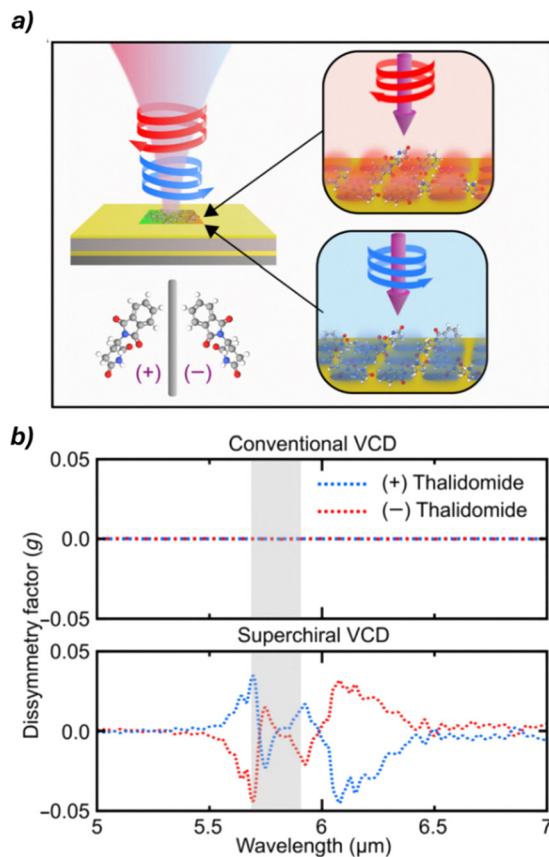 a)
(+) (−)
b)
Conventional VCD
0.05
(+) Thalidomide
(−) Thalidomide
0.0
−0.05
Superchiral VCD
0.05
0.0
−0.05
Dissymmetry factor (g)
5 5.5 6 6.5 7
Wavelength (μm)